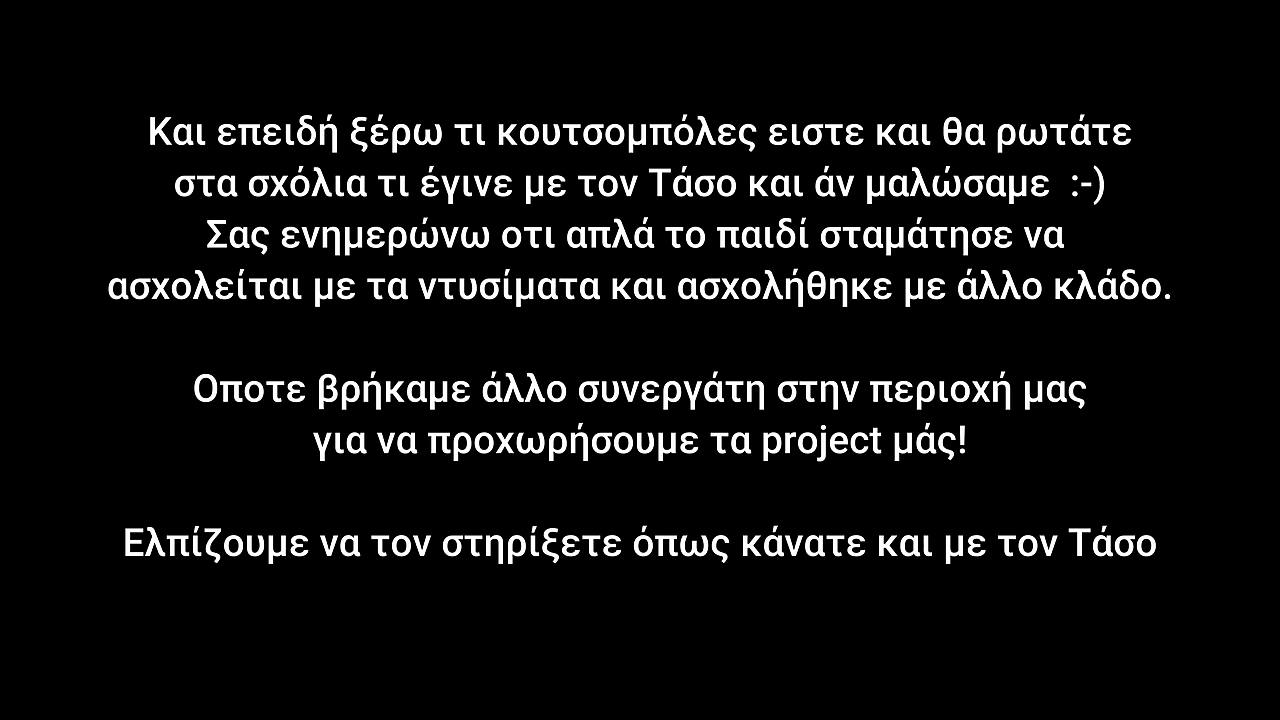 Και επειδή ξέρω τι κουτσομπόλες ειστε και θα ρωτάτε
στα σχόλια τι έγινε με τον Τάσο και άν μαλώσαμε  :-)
Σας ενημερώνω οτι απλά το παιδί σταμάτησε να
ασχολείται με τα ντυσίματα και ασχολήθηκε με άλλο κλάδο.
Οποτε βρήκαμε άλλο συνεργάτη στην περιοχή μας
για να προχωρήσουμε τα project μάς!
Ελπίζουμε να τον στηρίξετε όπως κάνατε και με τον Τάσο